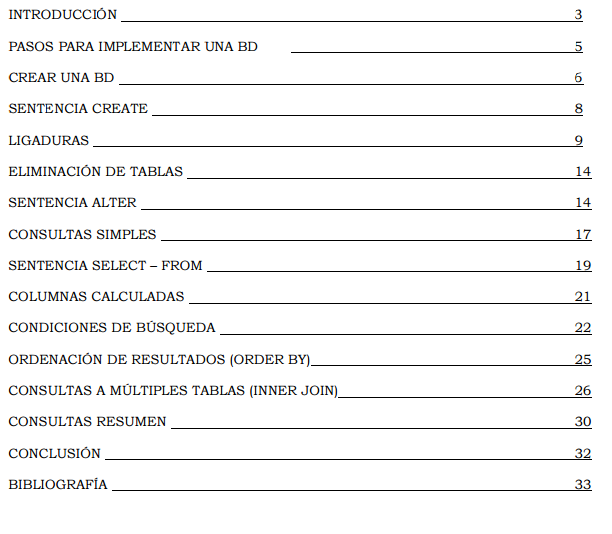 INTRODUCCIÓN 3
PASOS PARA IMPLEMENTAR UNA BD 5
CREAR UNA BD 6
SENTENCIA CREATE 8
LIGADURAS 9
ELIMINACIÓN DE TABLAS 14
SENTENCIA ALTER 14
CONSULTAS SIMPLES 17
SENTENCIA SELECT – FROM 19
COLUMNAS CALCULADAS 21
CONDICIONES DE BÚSQUEDA 22
ORDENACIÓN DE RESULTADOS (ORDER BY) 25
CONSULTAS A MÚLTIPLES TABLAS (INNER JOIN) 26
CONSULTAS RESUMEN 30
CONCLUSIÓN 32
BIBLIOGRAFÍA 33